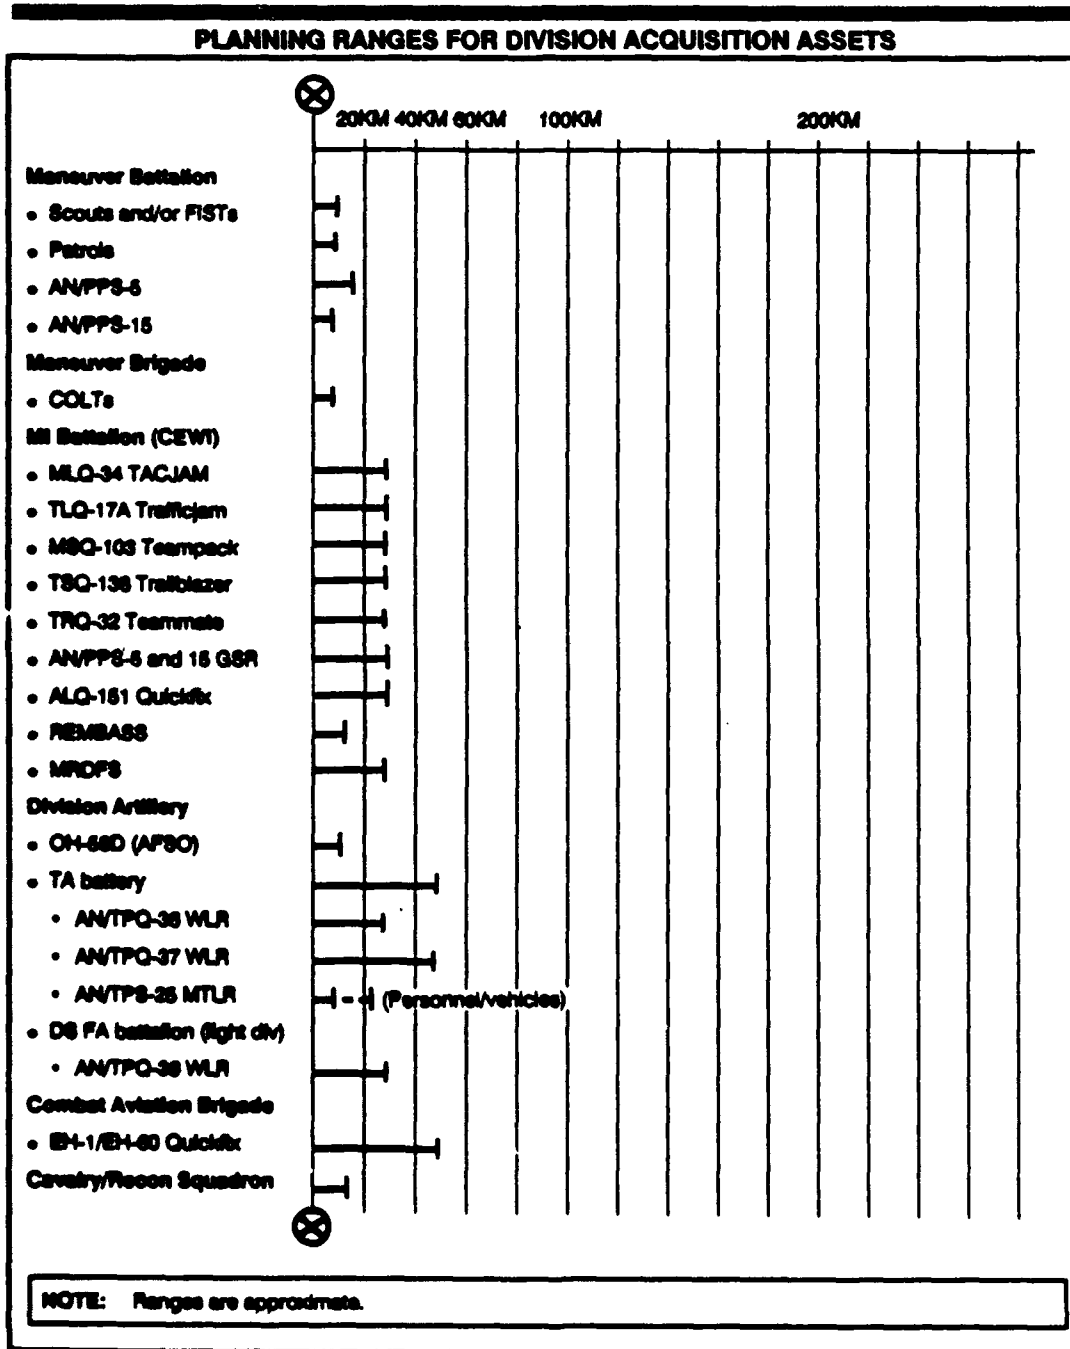 PLANNING RANGES FOR DIVISION ACQUISITION ASSETS
20KM 40KM 60KM 100KM 200KM
Maneuver Battalion
• Scouts and/or FISTs
• Patrols
• AN/PPS-5
• AN/PPS-15
Maneuver Brigade
• COLTs
MI Battalion (CEWI)
• MLQ-34 TACJAM
• TLQ-17A Trafficjam
• MSQ-103 Teampack
• TSQ-138 Trailblazer
• TRQ-32 Teammate
• AN/PPS-5 and 15 GSR
• ALQ-151 Quickfix
• REMBASS
• MRDFS
Division Artillery
• OH-58D (AFSO)
• TA battery
• AN/TPQ-36 WLR
• AN/TPQ-37 WLR
• AN/TPS-25 MTLR (Personnel/vehicles)
• DS FA battalion (light div)
• AN/TPQ-36 WLR
Combat Aviation Brigade
• EH-1/EH-60 Quickfix
Cavalry/Recon Squadron
NOTE: Ranges are approximate.